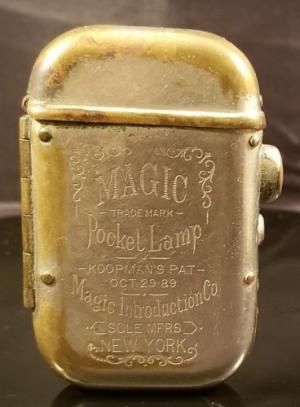 MAGIC
TRADE MARK
Pocket Lamp
KOOPMAN'S PAT
OCT. 29 89
Magic Introduction Co
SOLE MFRS
NEW YORK